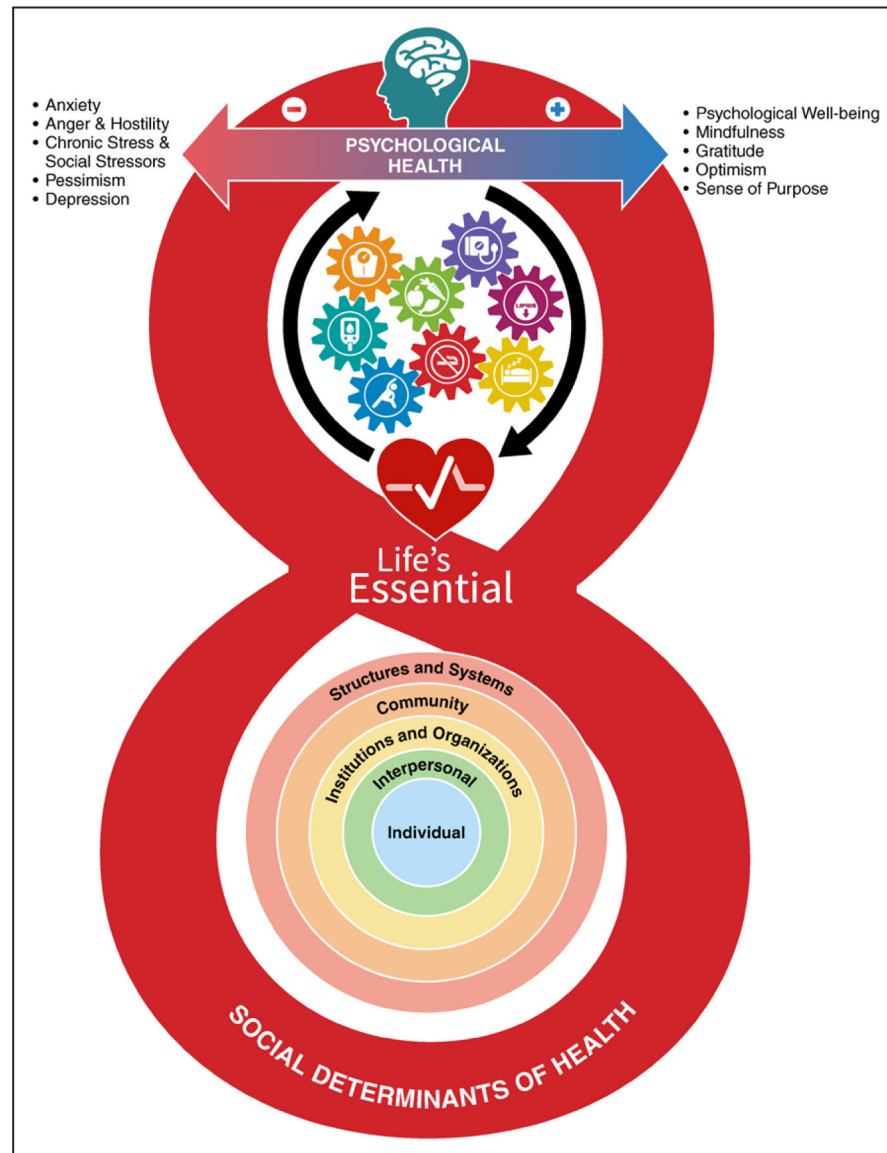 • Anxiety
• Anger & Hostility
• Chronic Stress &
Social Stressors
• Pessimism
• Depression
PSYCHOLOGICAL
HEALTH
• Psychological Well-being
• Mindfulness
• Gratitude
• Optimism
• Sense of Purpose
LIPIDS
Life's
Essential
Structures and Systems
Community
Institutions and Organizations
Interpersonal
Individual
SOCIAL DETERMINANTS OF HEALTH